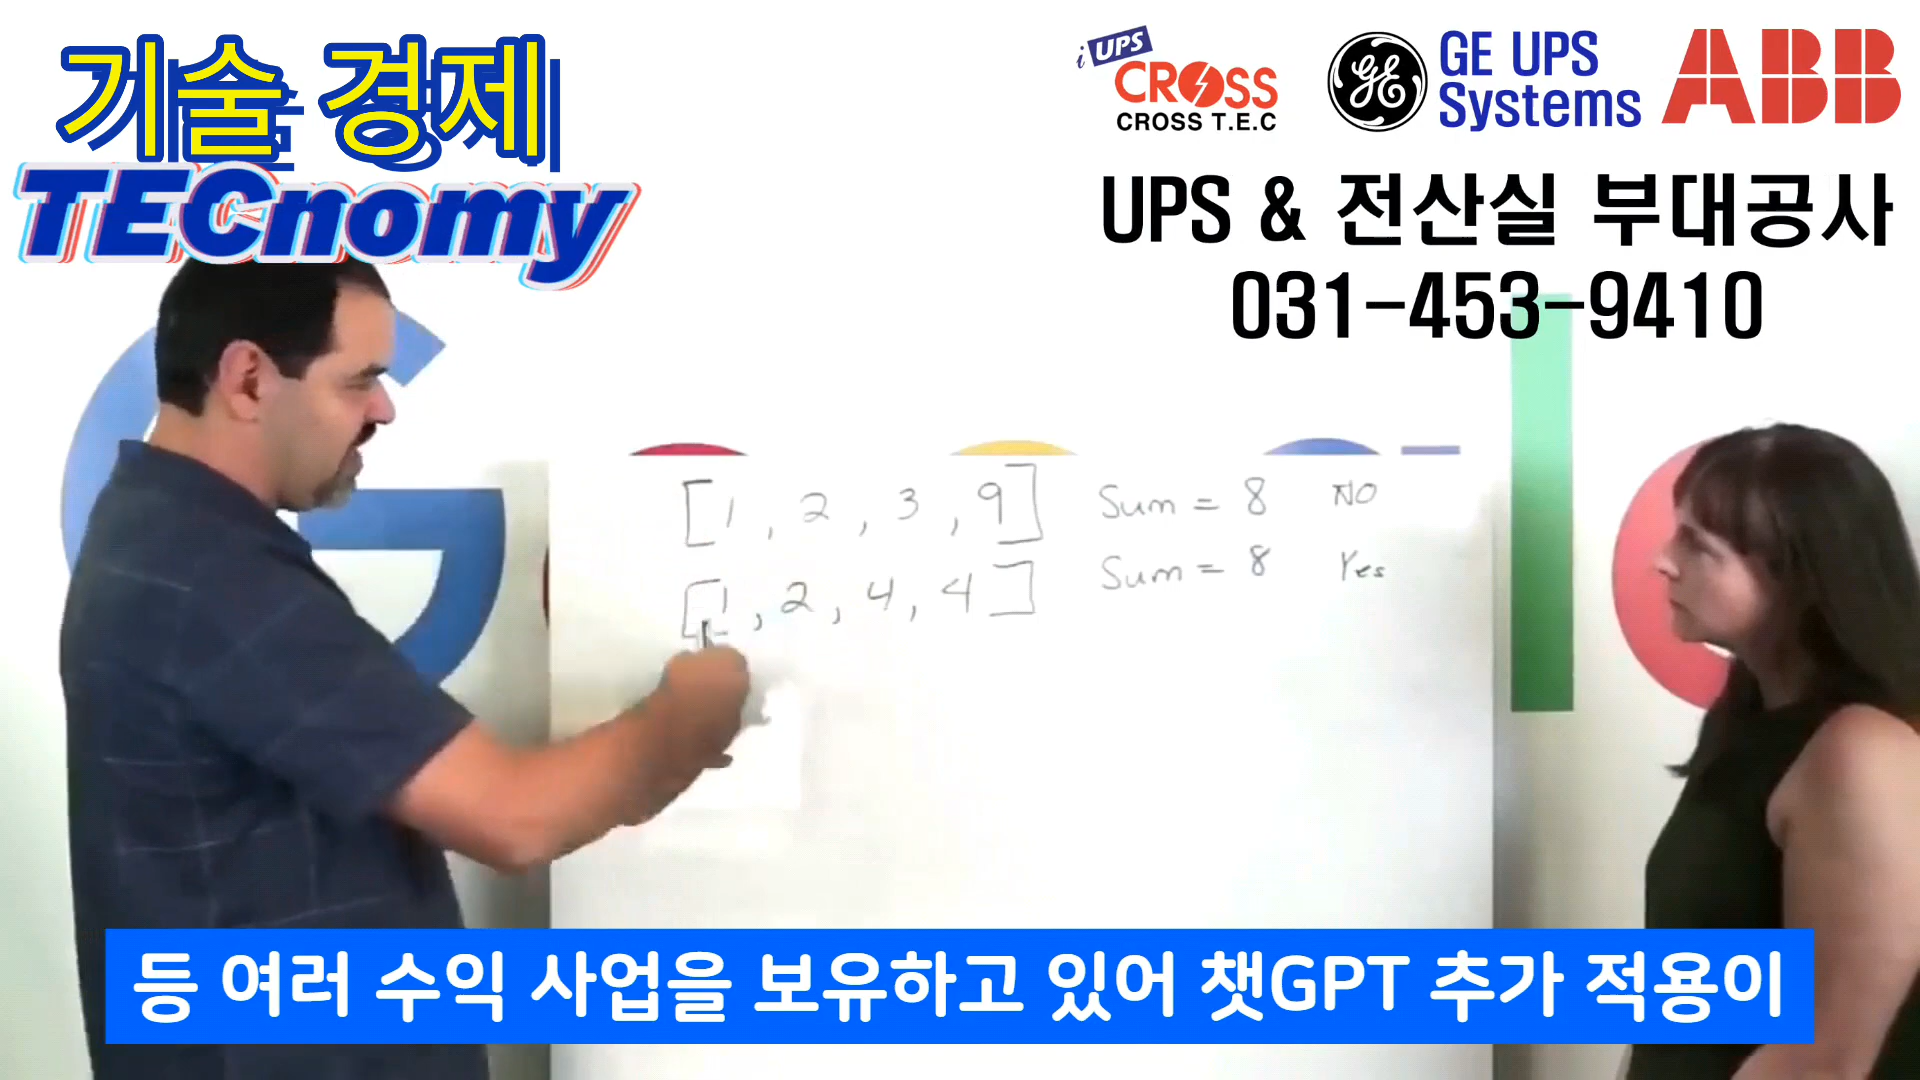 기술 경제
TECnomy
iUPS
CROSS
CROSS T.E.C
GE
GE UPS
Systems
ABB
UPS & 전산실 부대공사
031-453-9410
[1, 2, 3, 9] Sum = 8 NO
[1, 2, 4, 4] Sum = 8 Yes
등 여러 수익 사업을 보유하고 있어 챗GPT 추가 적용이